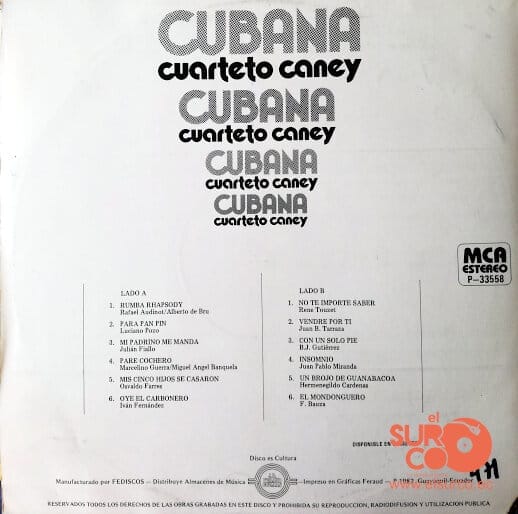 CUBANA
cuarteto caney
CUBANA
cuarteto caney
CUBANA
cuarteto caney
CUBANA
cuarteto caney
MCA
ESTEREO
P-33558
LADO A
1. RUMBA RHAPSODY
Rafael Audinot/Alberto de Bru
2. PARA PAN PIN
Luciano Pozo
3. MI PADRINO ME MANDA
Julián Fiallo
4. PARE COCHERO
Marcelino Guerra/Miguel Angel Banquela
5. MIS CINCO HIJOS SE CASARON
Osvaldo Farres
6. OYE EL CARBONERO
Iván Fernández
LADO B
1. NO TE IMPORTE SABER
Rene Touzet
2. VENDRE POR TI
Juan B. Tarraza
3. CON UN SOLO PIE
B.J. Gutiérrez
4. INSOMNIO
Juan Pablo Miranda
5. UN BROJO DE GUANABACOA
Hermenegildo Cardenas
6. EL MONDONGUERO
F. Bauza
DISPONIBLE EN
el
SURCO
Disco es Cultura
Manufacturado por FEDISCOS — Distribuye Almacenes de Música
Impreso en Gráficas Feraud
P 1983 Guayaquil-Ecuador
RESERVADOS TODOS LOS DERECHOS DE LAS OBRAS GRABADAS EN ESTE DISCO Y PROHIBIDA SU REPRODUCCION, RADIODIFUSION Y UTILIZACION PUBLICA